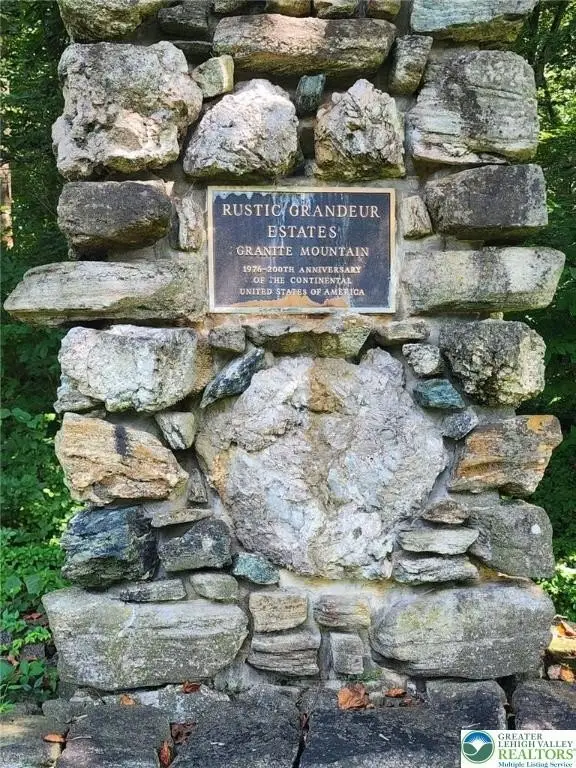 RUSTIC GRANDEUR
ESTATES
GRANITE MOUNTAIN
1976-200TH ANNIVERSARY
OF THE CONTINENTAL
UNITED STATES OF AMERICA
GREATER
LEHIGH VALLEY
REALTORS®
Multiple Listing Service